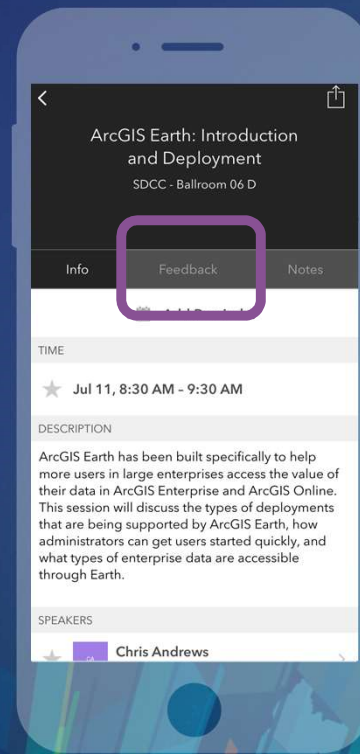 ArcGIS Earth: Introduction
and Deployment
SDCC - Ballroom 06 D
Info Feedback Notes
TIME
Jul 11, 8:30 AM – 9:30 AM
DESCRIPTION
ArcGIS Earth has been built specifically to help
more users in large enterprises access the value of
their data in ArcGIS Enterprise and ArcGIS Online.
This session will discuss the types of deployments
that are being supported by ArcGIS Earth, how
administrators can get users started quickly, and
what types of enterprise data are accessible
through Earth.
SPEAKERS
Chris Andrews